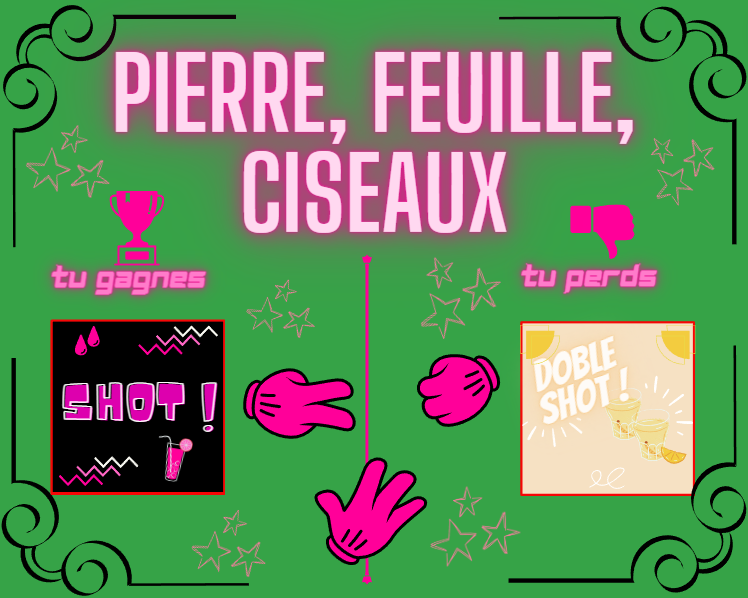 PIERRE, FEUILLE,
CISEAUX
tu gagnes
tu perds
SHOT !
DOBLE
SHOT !